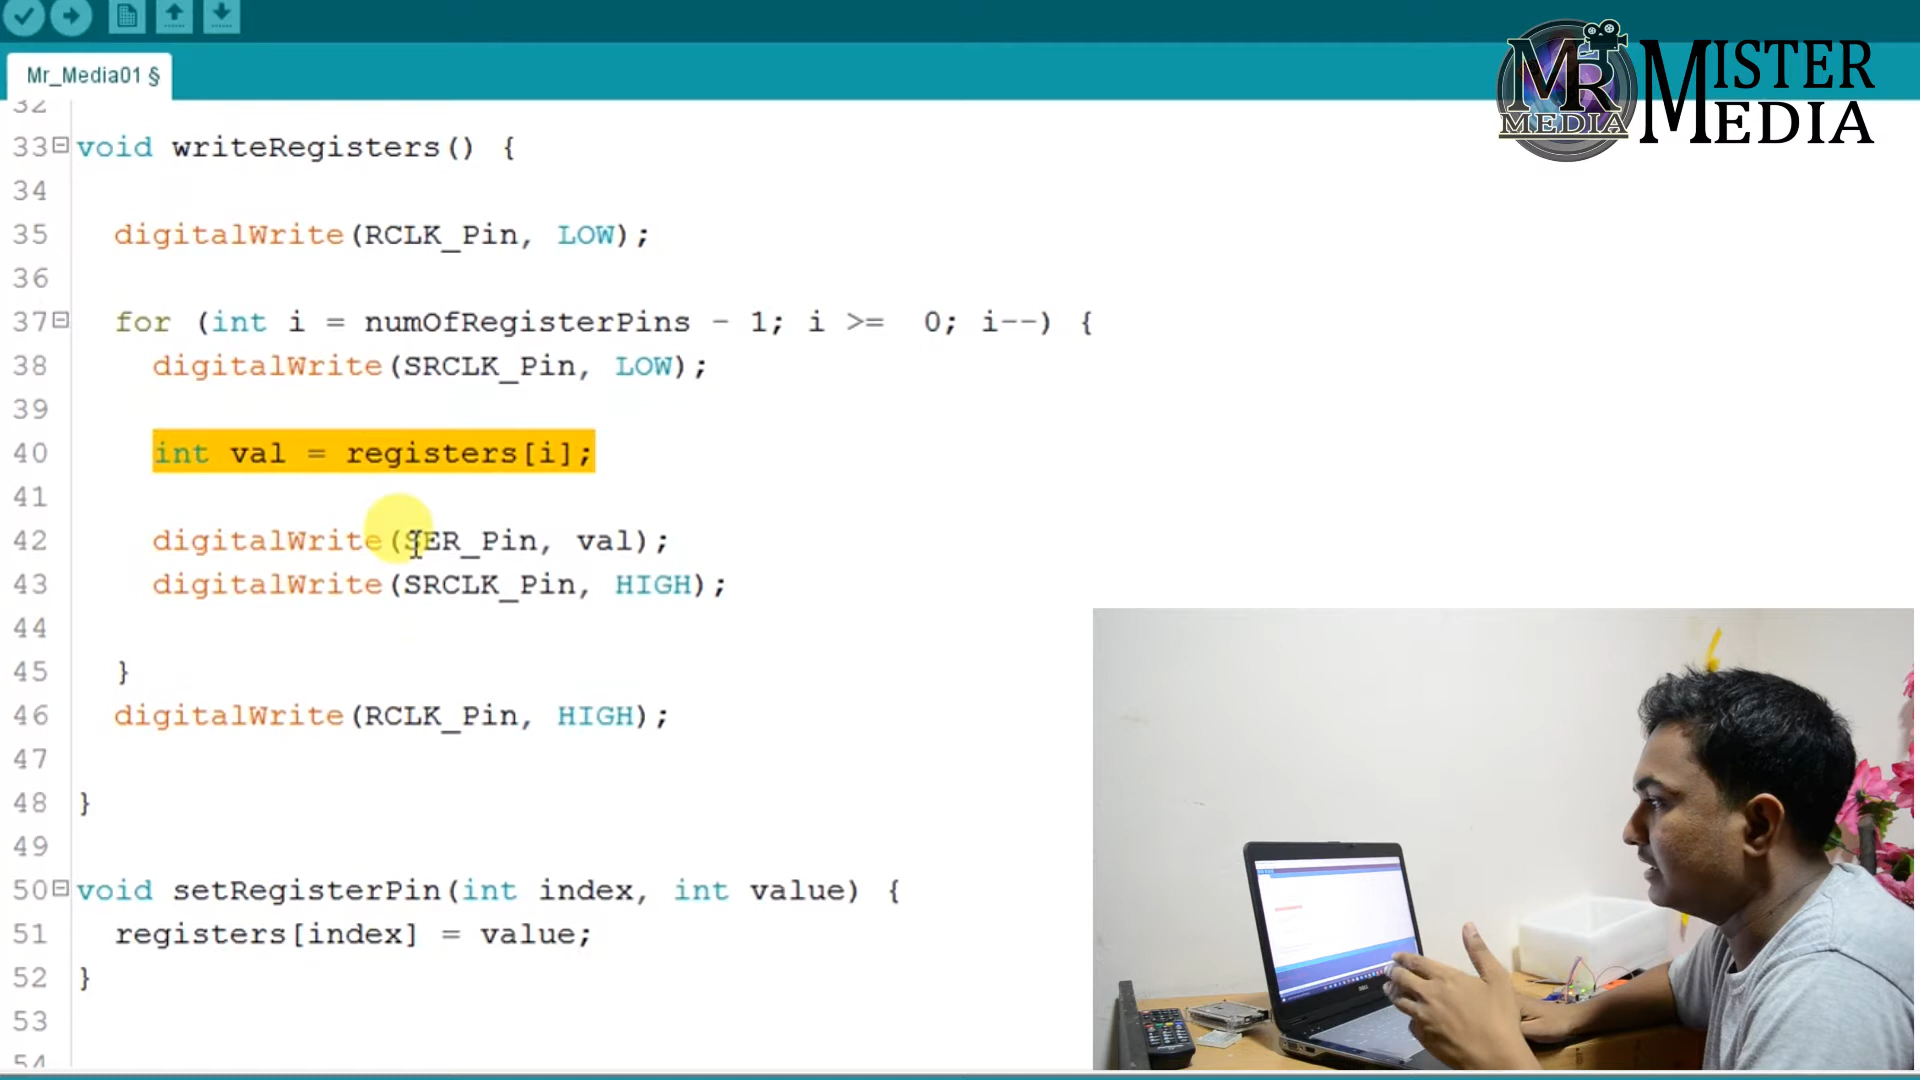 MR
MEDIA
MISTER
MEDIA
Mr_Media01 §
32
33 void writeRegisters() {
34
35 digitalWrite(RCLK_Pin, LOW);
36
37 for (int i = numOfRegisterPins - 1; i >= 0; i--) {
38 digitalWrite(SRCLK_Pin, LOW);
39
40 int val = registers[i];
41
42 digitalWrite(SER_Pin, val);
43 digitalWrite(SRCLK_Pin, HIGH);
44
45 }
46 digitalWrite(RCLK_Pin, HIGH);
47
48 }
49
50 void setRegisterPin(int index, int value) {
51 registers[index] = value;
52 }
53
54